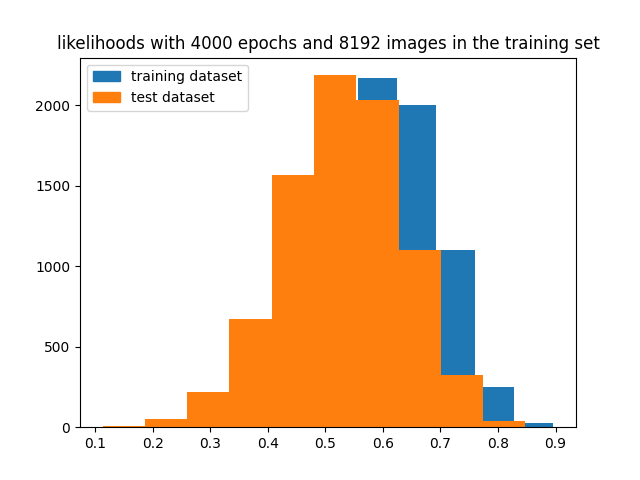 likelihoods with 4000 epochs and 8192 images in the training set
training dataset
test dataset
2000
1500
1000
500
0
0.1 0.2 0.3 0.4 0.5 0.6 0.7 0.8 0.9